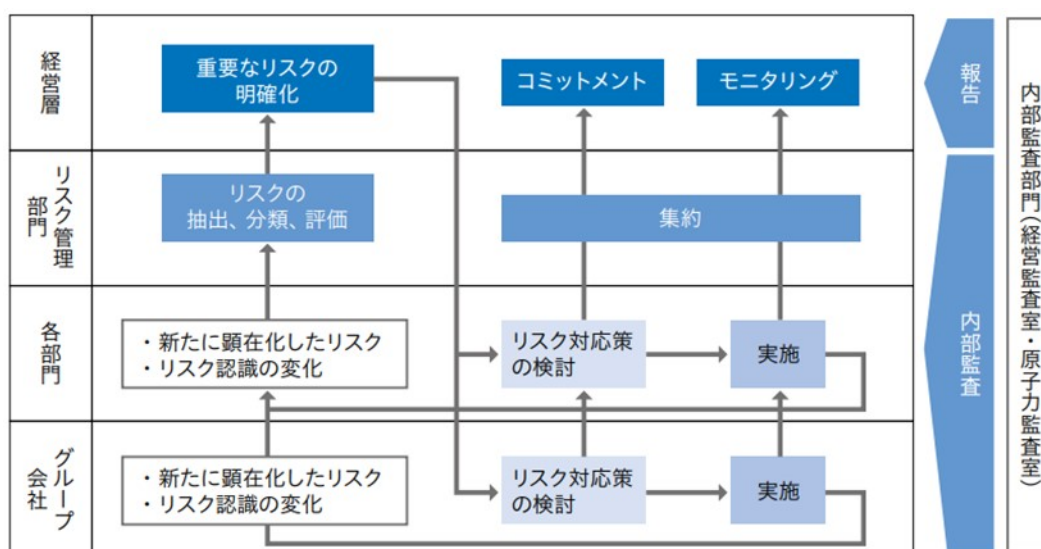 経営層
重要なリスクの
明確化
コミットメント
モニタリング
報告
リスク管理
部門
リスクの
抽出、分類、評価
集約
各部門
・新たに顕在化したリスク
・リスク認識の変化
リスク対応策
の検討
実施
内部監査
グループ
会社
・新たに顕在化したリスク
・リスク認識の変化
リスク対応策
の検討
実施
内部監査部門(経営監査室・原子力監査室)